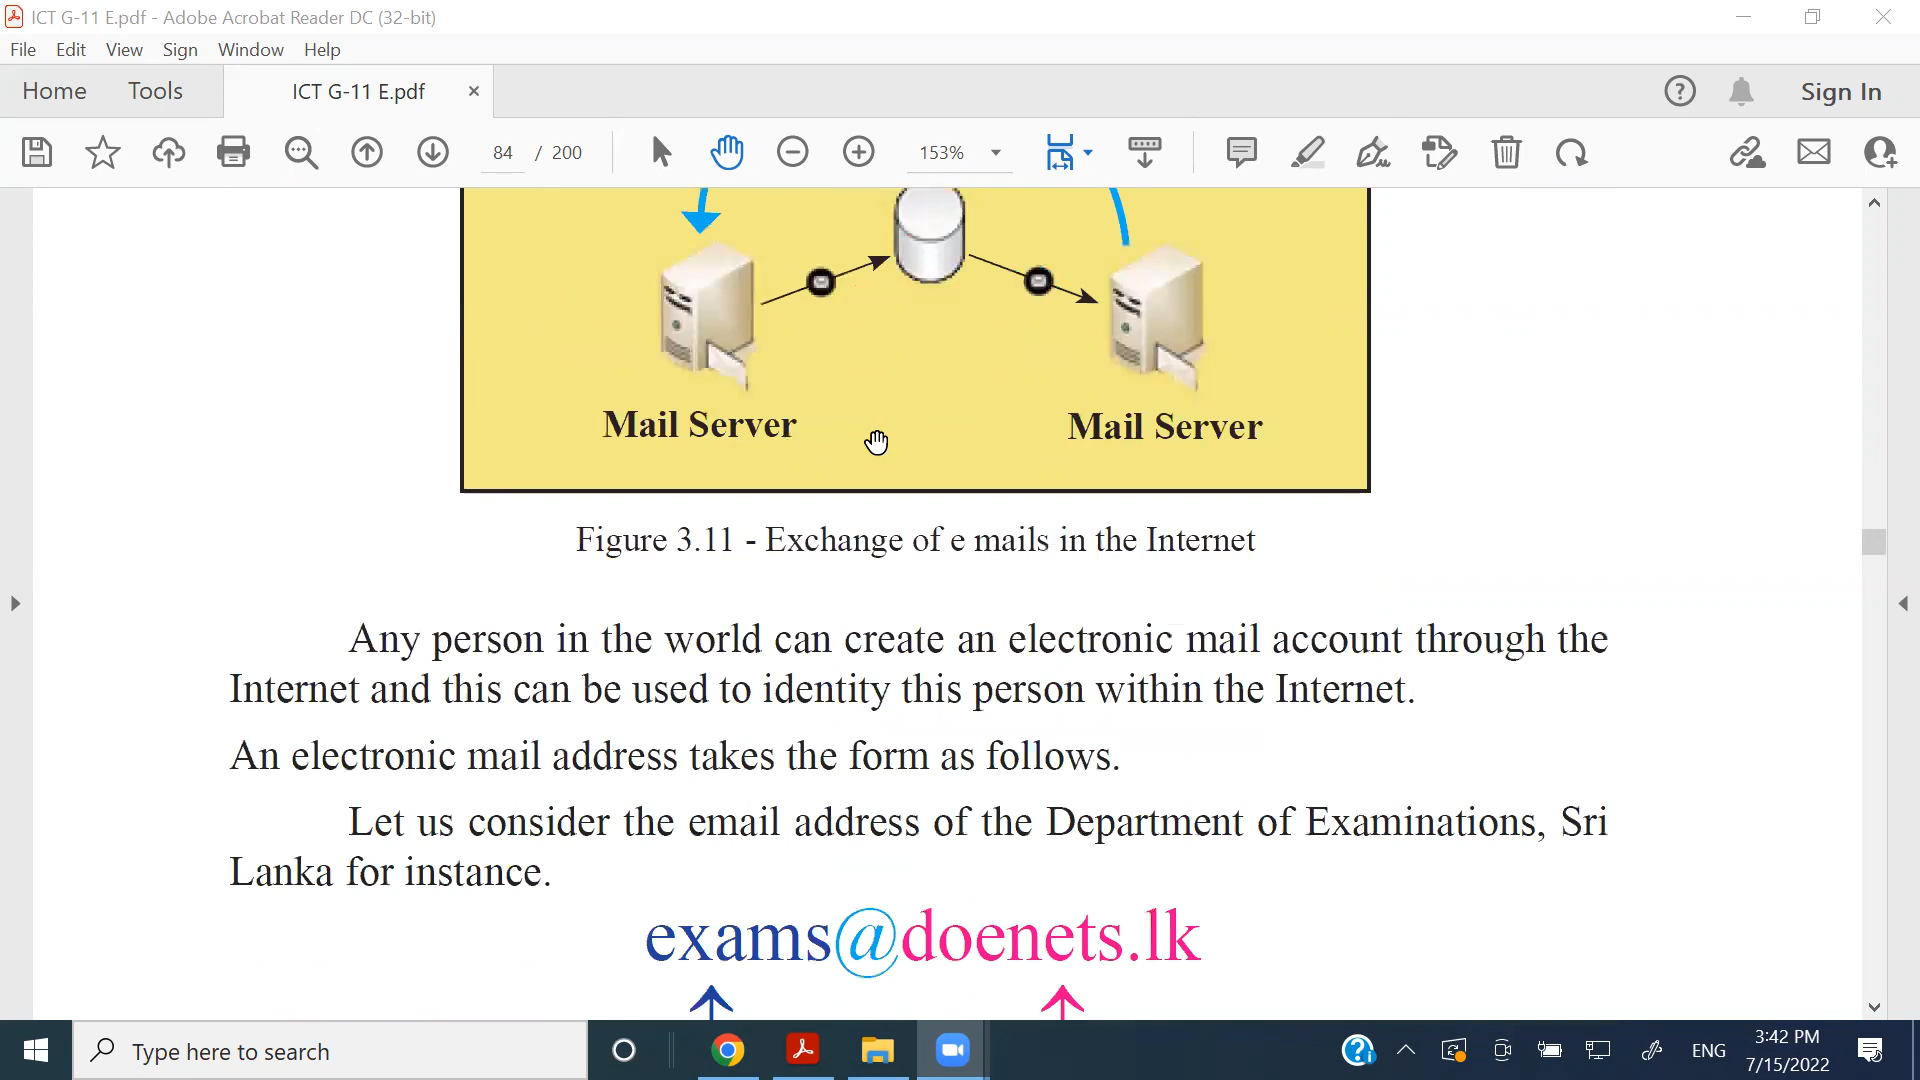 ICT G-11 E.pdf - Adobe Acrobat Reader DC (32-bit)
File Edit View Sign Window Help
Home Tools ICT G-11 E.pdf × Sign In
84 / 200 153%
Mail Server Mail Server
Figure 3.11 - Exchange of e mails in the Internet
Any person in the world can create an electronic mail account through the
Internet and this can be used to identity this person within the Internet.
An electronic mail address takes the form as follows.
Let us consider the email address of the Department of Examinations, Sri
Lanka for instance.
exams@doenets.lk
Type here to search ENG 3:42 PM
7/15/2022